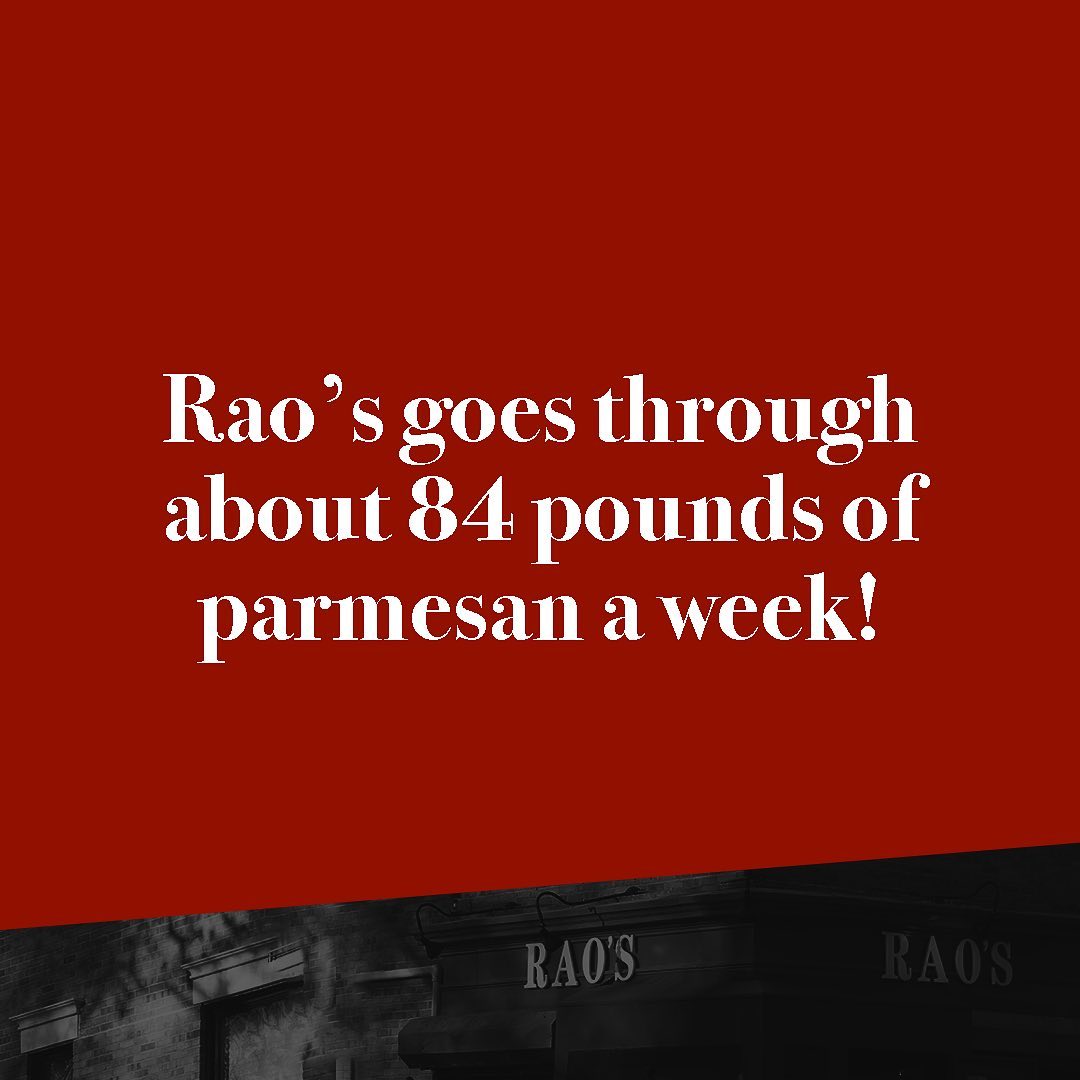 Rao’s goes through
about 84 pounds of
parmesan a week!
RAO'S
RAO'S